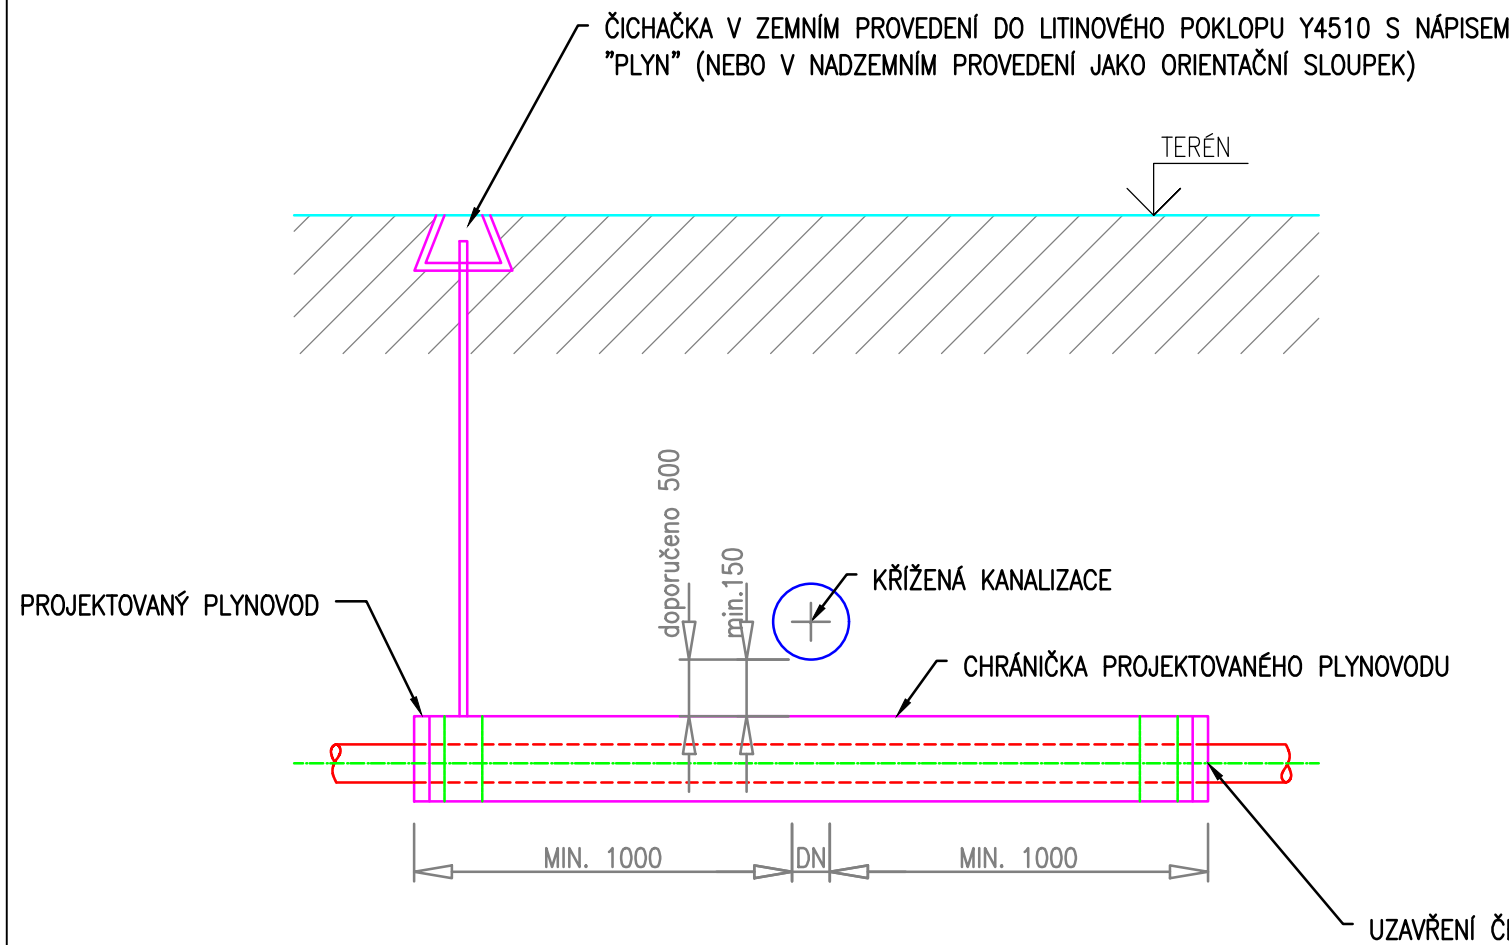 ČICHAČKA V ZEMNÍM PROVEDENÍ DO LITINOVÉHO POKLOPU Y4510 S NÁPISEM
"PLYN" (NEBO V NADZEMNÍM PROVEDENÍ JAKO ORIENTAČNÍ SLOUPEK)
TERÉN
doporučeno 500
min.150
KŘÍŽENÁ KANALIZACE
PROJEKTOVANÝ PLYNOVOD
CHRÁNIČKA PROJEKTOVANÉHO PLYNOVODU
MIN. 1000
DN
MIN. 1000
UZAVŘENÍ